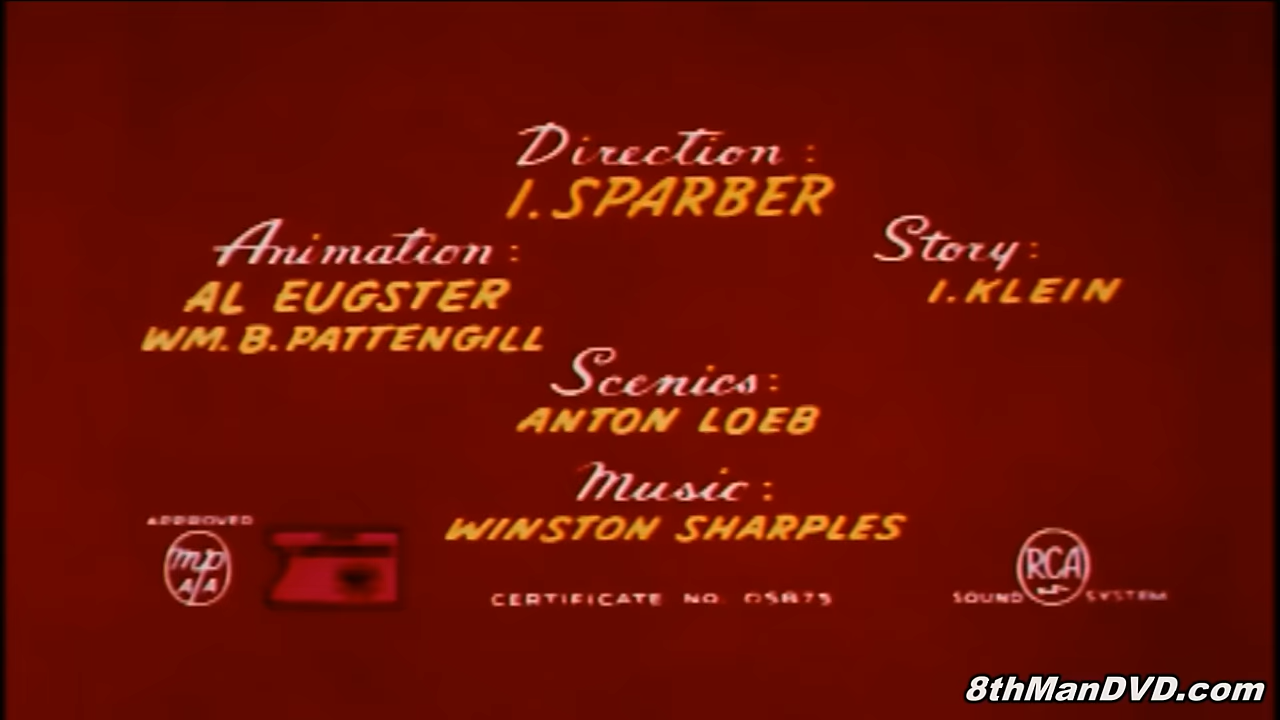 Direction :
I. SPARBER
Animation :
AL EUGSTER
WM. B. PATTENGILL
Story :
I. KLEIN
Scenics :
ANTON LOEB
Music :
WINSTON SHARPLES
APPROVED
MPAA
CERTIFICATE NO.
RCA
SOUND SYSTEM
8thManDVD.com